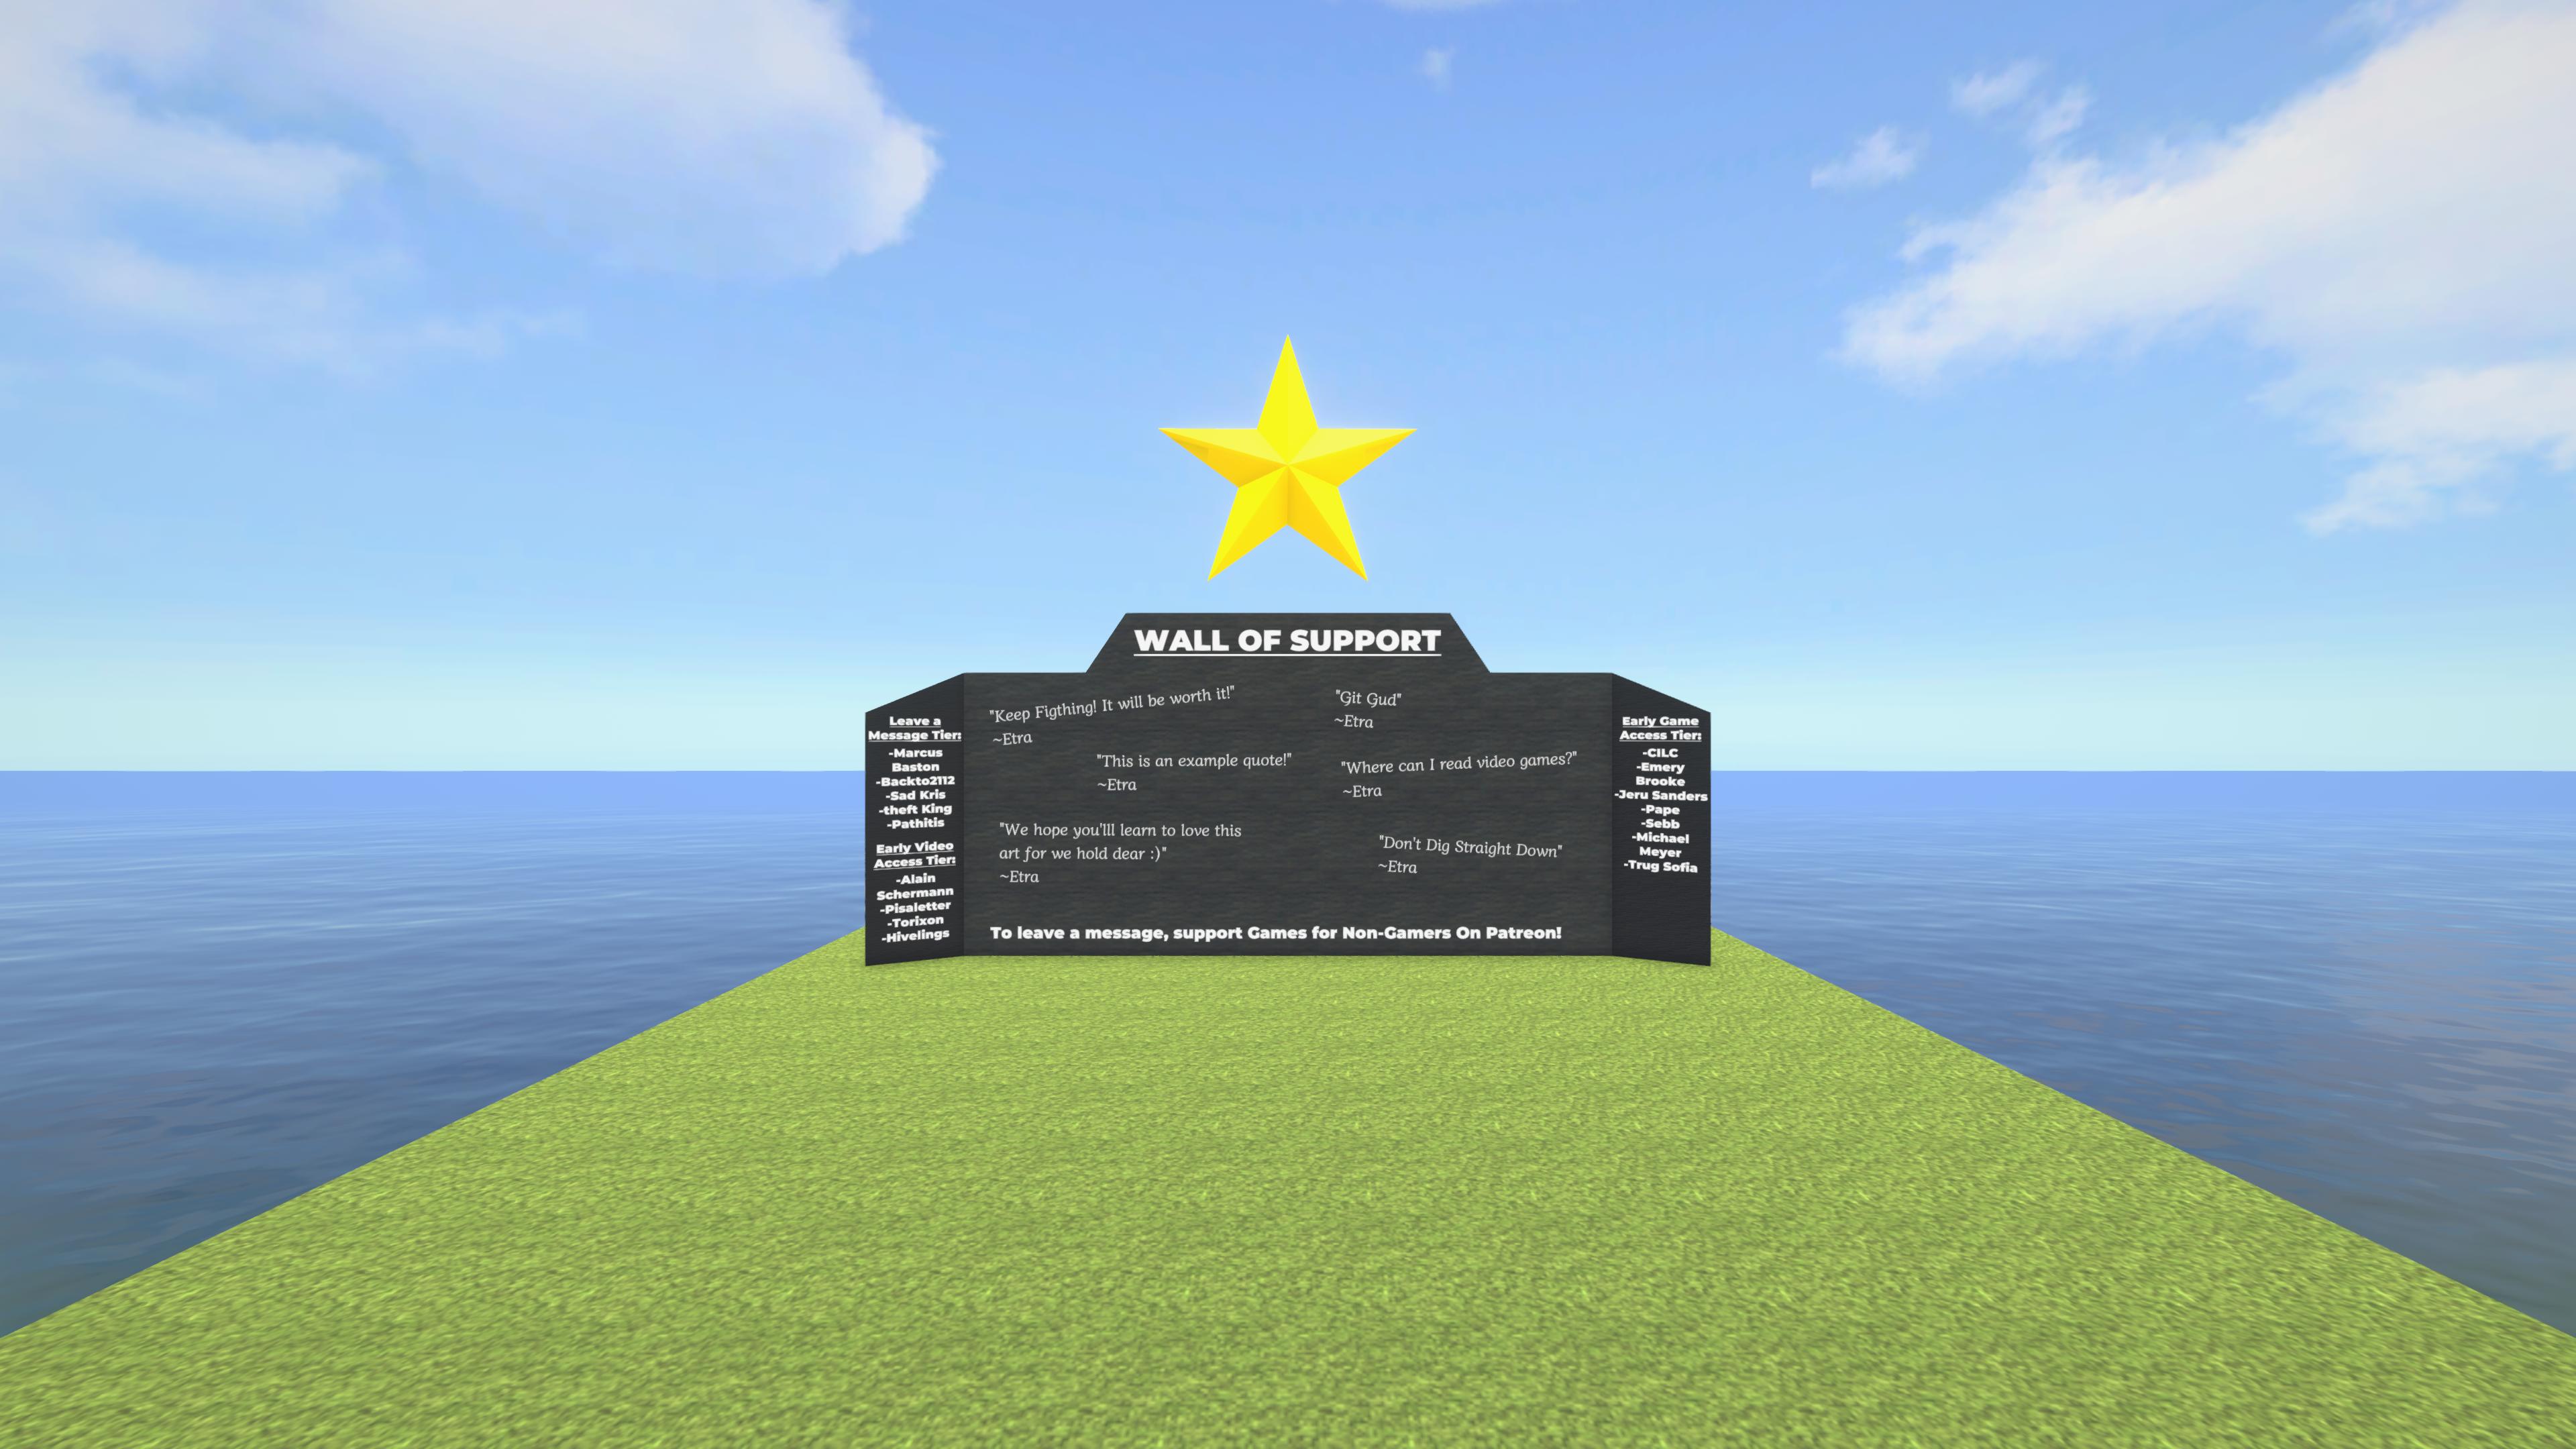 WALL OF SUPPORT
Leave a
Message Tier:
-Marcus
Baston
-Backto2112
-Sad Kris
-theft King
-Pathitis
Early Video
Access Tier:
-Alain
Schermann
-Pisaletter
-Torixon
-Hivelings
"Keep Figthing! It will be worth it!"
~Etra
"This is an example quote!"
~Etra
"We hope you'lll learn to love this
art for we hold dear :)"
~Etra
"Git Gud"
~Etra
"Where can I read video games?"
~Etra
"Don't Dig Straight Down"
~Etra
To leave a message, support Games for Non-Gamers On Patreon!
Early Game
Access Tier:
-CILC
-Emery
Brooke
-Jeru Sanders
-Pape
-Sebb
-Michael
Meyer
-Trug Sofia